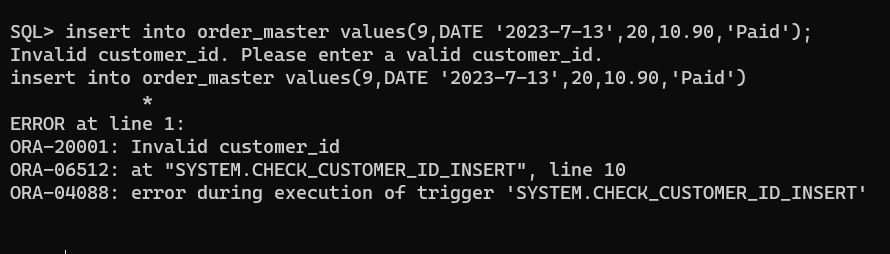 SQL> insert into order_master values(9,DATE '2023-7-13',20,10.90,'Paid');
Invalid customer_id. Please enter a valid customer_id.
insert into order_master values(9,DATE '2023-7-13',20,10.90,'Paid')
            *
ERROR at line 1:
ORA-20001: Invalid customer_id
ORA-06512: at "SYSTEM.CHECK_CUSTOMER_ID_INSERT", line 10
ORA-04088: error during execution of trigger 'SYSTEM.CHECK_CUSTOMER_ID_INSERT'